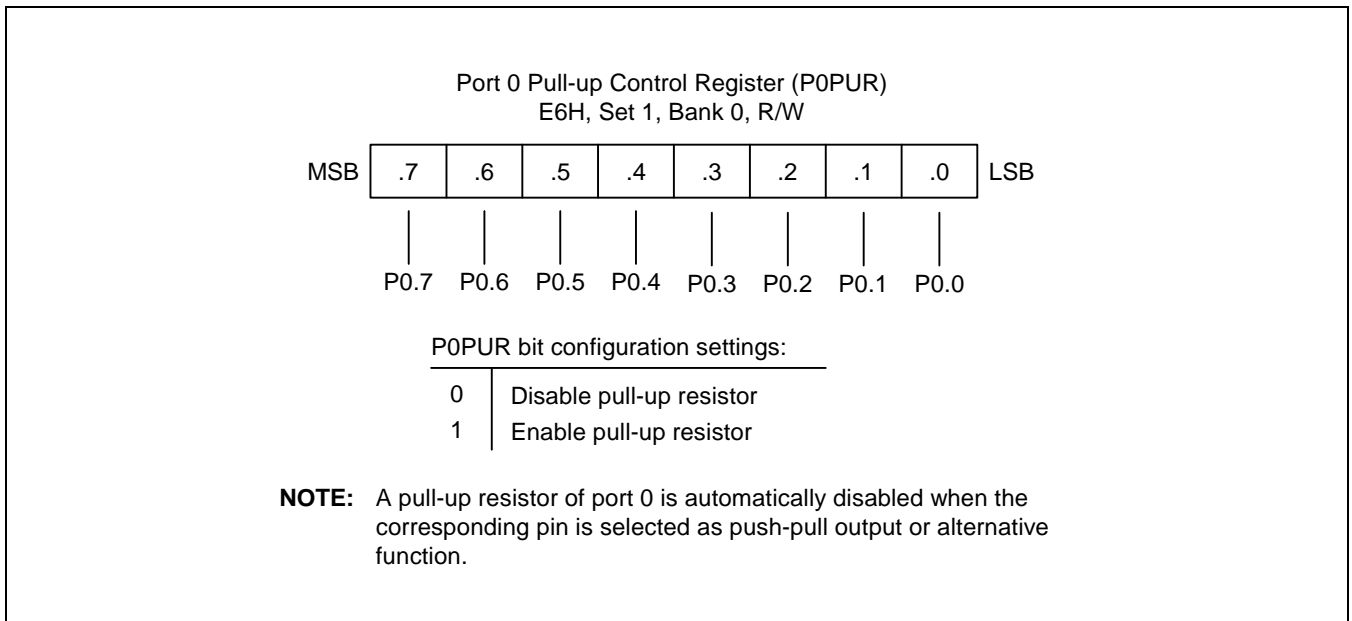 Port 0 Pull-up Control Register (P0PUR)
E6H, Set 1, Bank 0, R/W
MSB .7 .6 .5 .4 .3 .2 .1 .0 LSB
P0.7 P0.6 P0.5 P0.4 P0.3 P0.2 P0.1 P0.0
P0PUR bit configuration settings:
0 Disable pull-up resistor
1 Enable pull-up resistor
NOTE: A pull-up resistor of port 0 is automatically disabled when the
corresponding pin is selected as push-pull output or alternative
function.